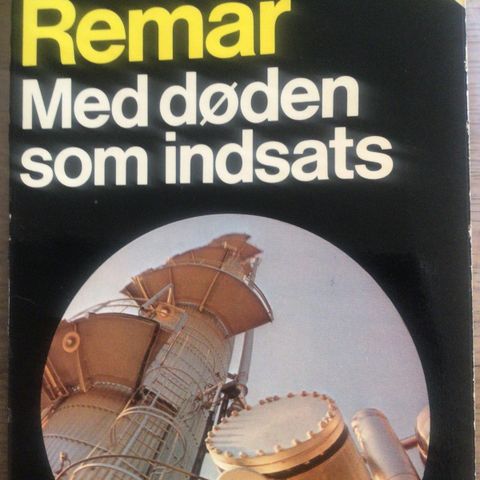 Remar
Med døden
som indsats